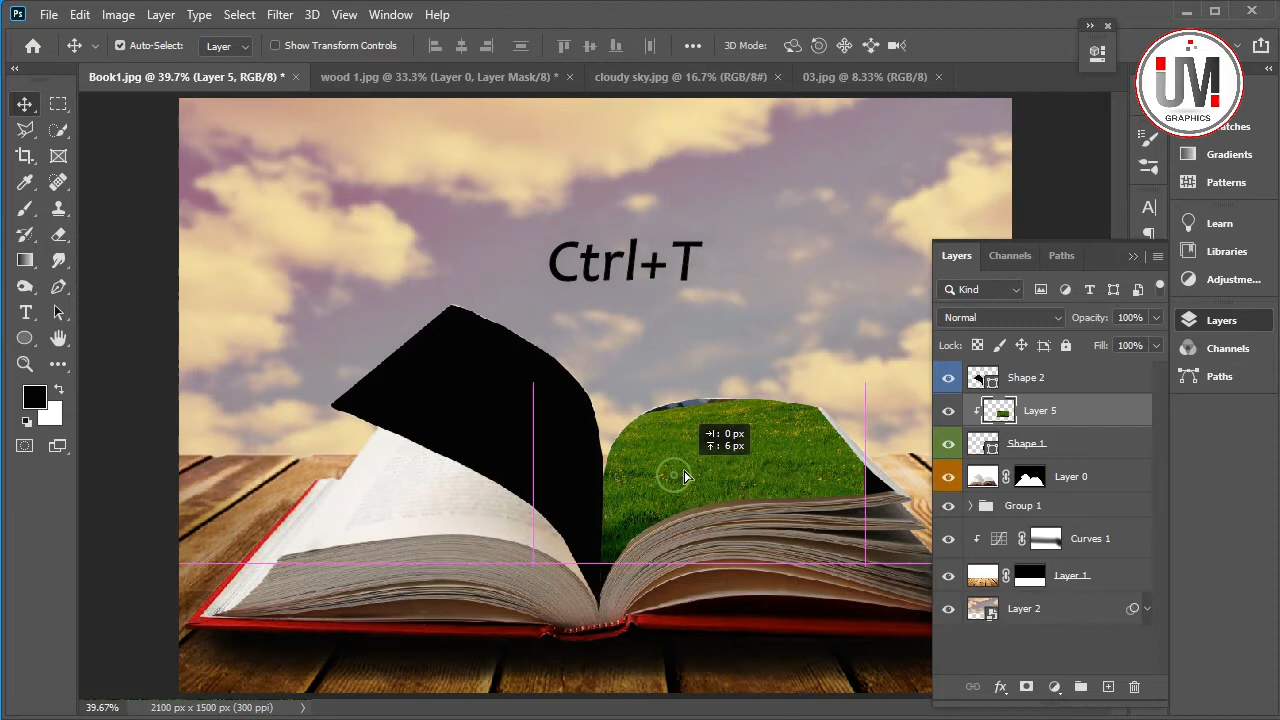 Ps File Edit Image Layer Type Select Filter 3D View Window Help
Auto-Select: Layer Show Transform Controls 3D Mode:
Book1.jpg @ 39.7% (Layer 5, RGB/8) * wood 1.jpg @ 33.3% (Layer 0, Layer Mask/8) * cloudy sky.jpg @ 16.7% (RGB/8#) 03.jpg @ 8.33% (RGB/8)
UM
GRAPHICS
Gradients
Patterns
Learn
Libraries
Adjustme...
Layers
Channels
Paths
Ctrl+T
Layers Channels Paths
Kind
Normal Opacity: 100%
Lock: Fill: 100%
Shape 2
Layer 5
Shape 1
Layer 0
Group 1
Curves 1
Layer 1
Layer 2
fx
: 0 px
: 6 px
39.67% 2100 px x 1500 px (300 ppi)